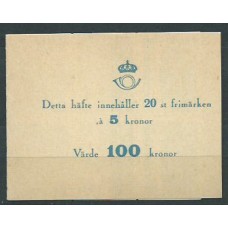 Detta häfte innehåller 20 st frimärken
à 5 kronor
Värde 100 kronor